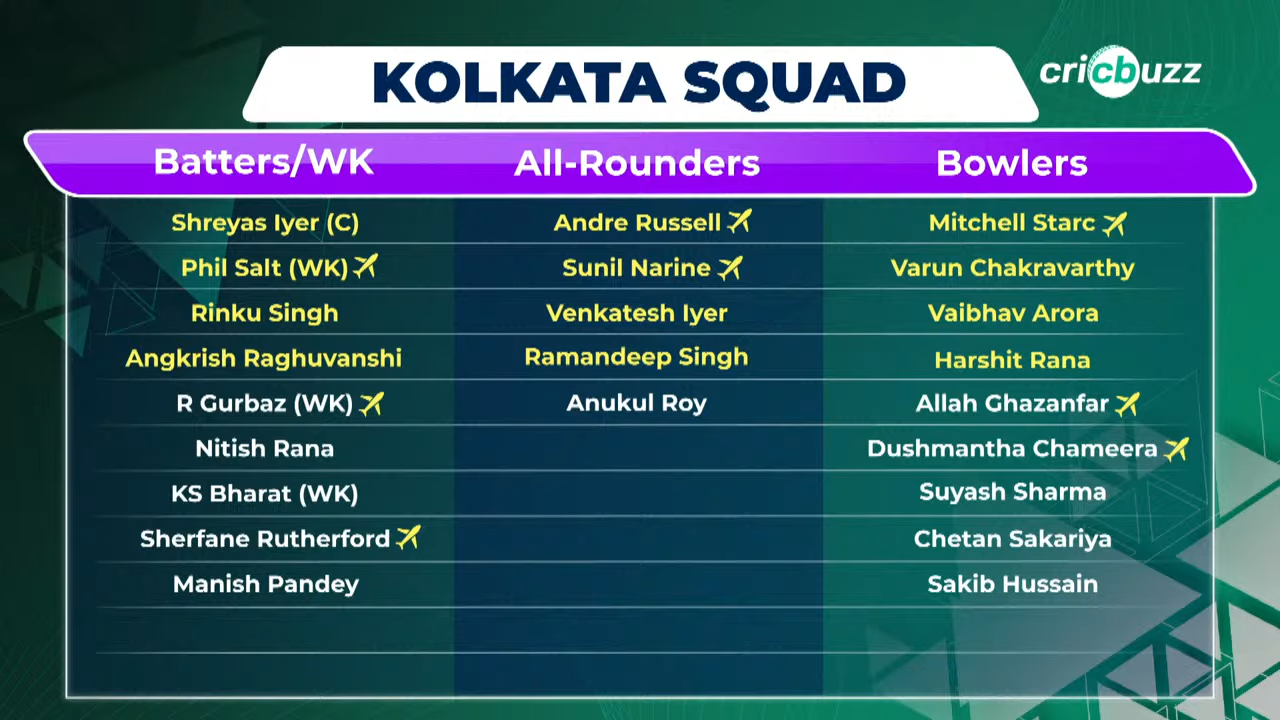 KOLKATA SQUAD
cricbuzz
Batters/WK
All-Rounders
Bowlers
Shreyas Iyer (C)
Andre Russell
Mitchell Starc
Phil Salt (WK)
Sunil Narine
Varun Chakravarthy
Rinku Singh
Venkatesh Iyer
Vaibhav Arora
Angkrish Raghuvanshi
Ramandeep Singh
Harshit Rana
R Gurbaz (WK)
Anukul Roy
Allah Ghazanfar
Nitish Rana
Dushmantha Chameera
KS Bharat (WK)
Suyash Sharma
Sherfane Rutherford
Chetan Sakariya
Manish Pandey
Sakib Hussain